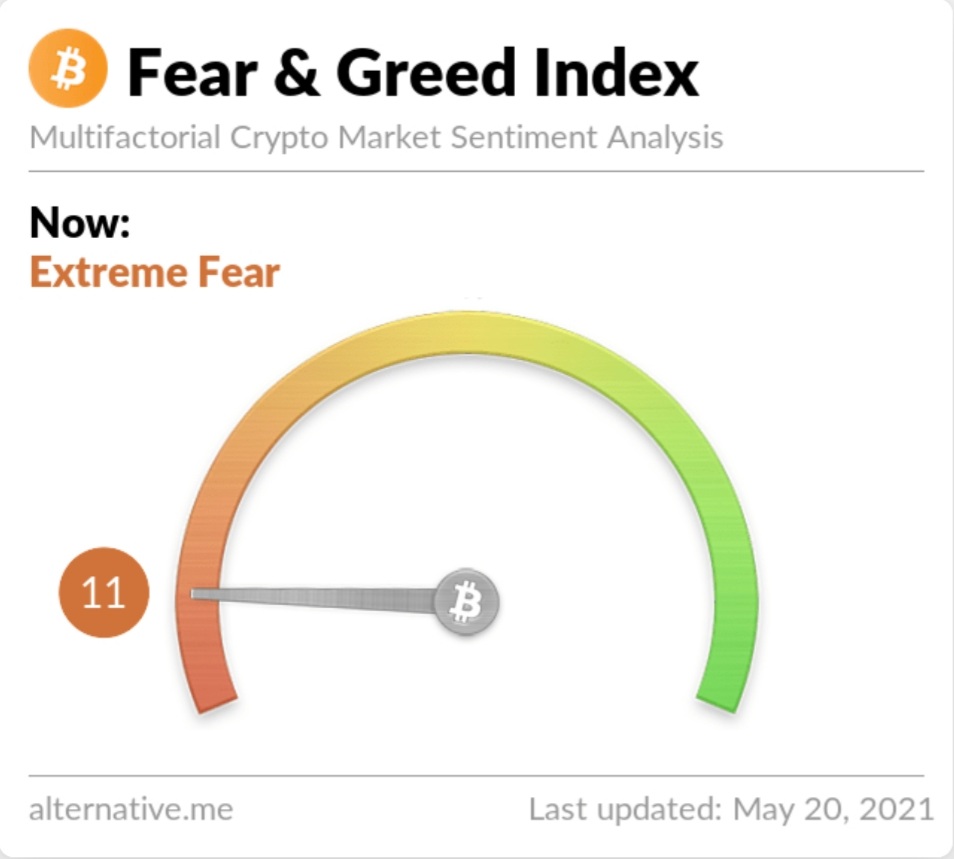 Fear & Greed Index
Multifactorial Crypto Market Sentiment Analysis
Now:
Extreme Fear
11
alternative.me
Last updated: May 20, 2021